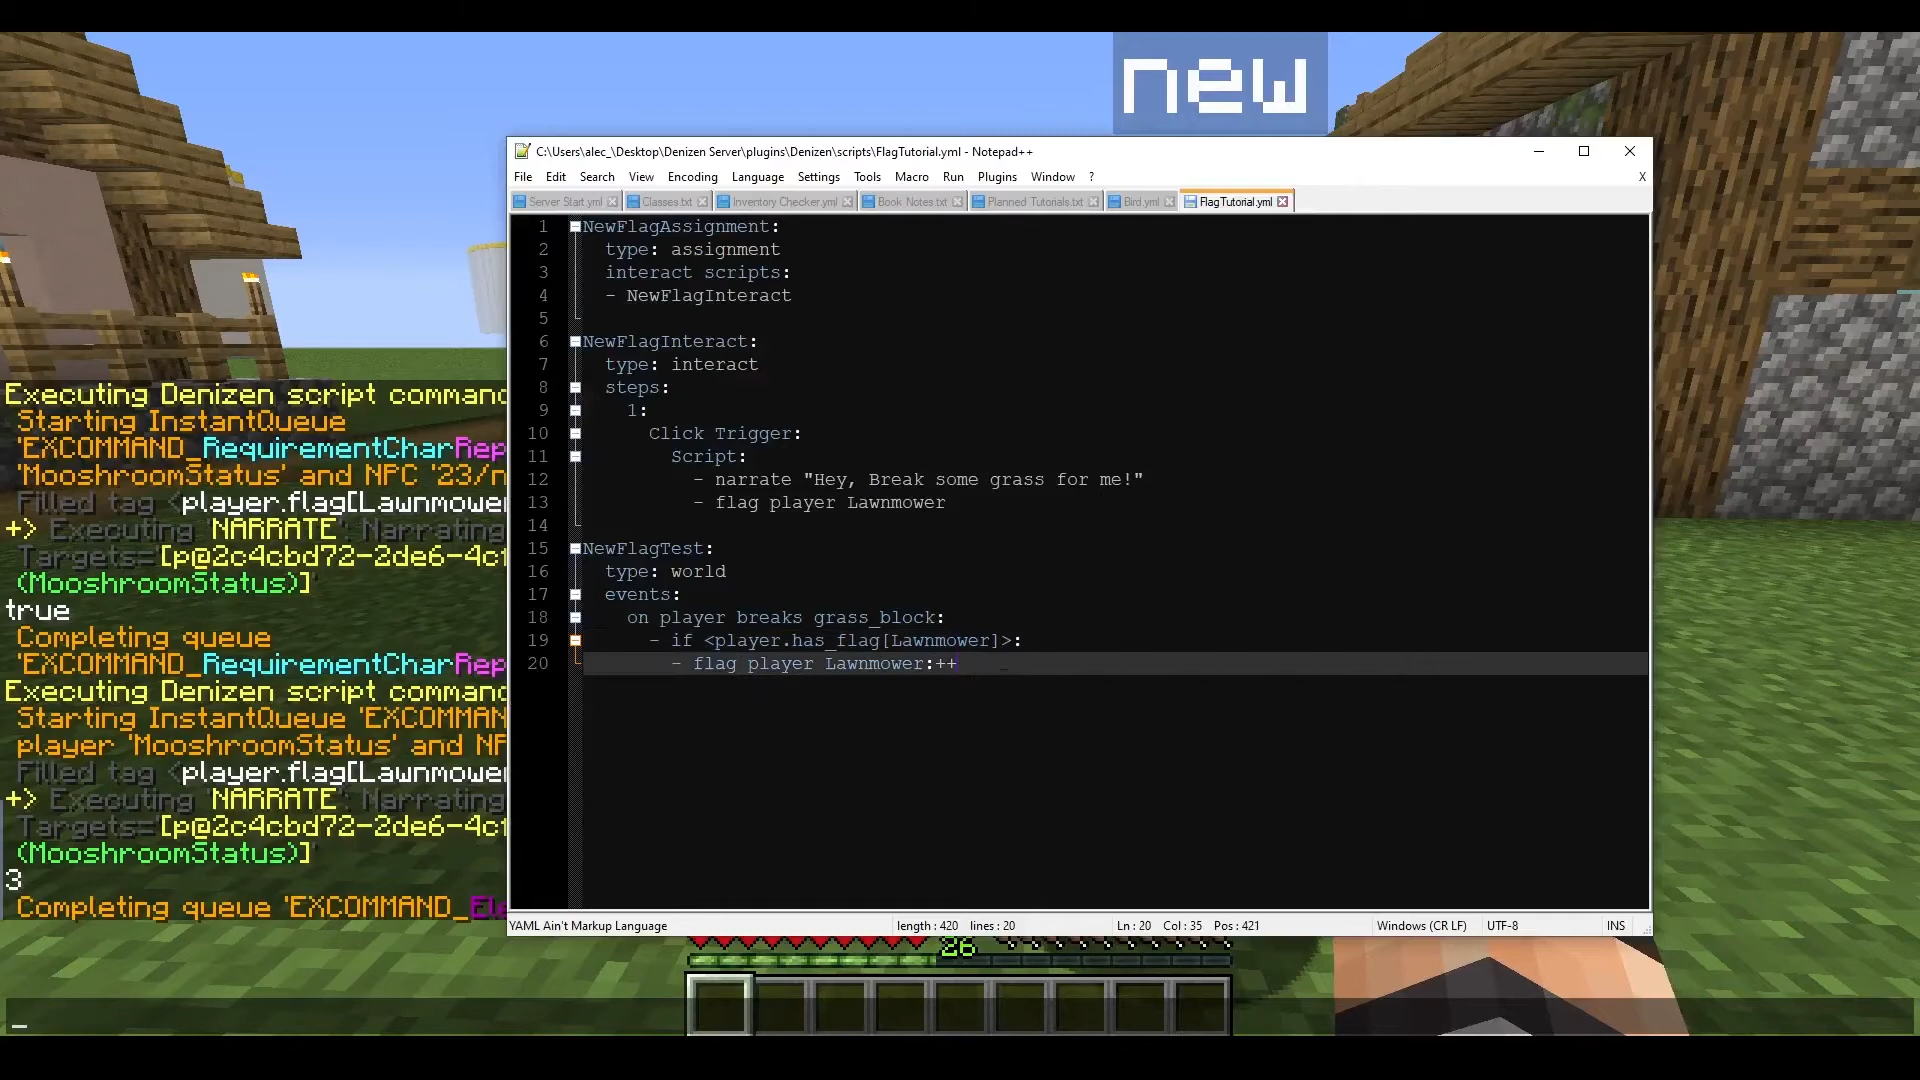 new
C:\Users\alec_\Desktop\Denizen Server\plugins\Denizen\scripts\FlagTutorial.yml - Notepad++
File Edit Search View Encoding Language Settings Tools Macro Run Plugins Window ? X
Server Start.yml Classes.txt Inventory Checker.yml Book Notes.txt Planned Tutorials.txt Bird.yml FlagTutorial.yml
1 NewFlagAssignment:
2 type: assignment
3 interact scripts:
4 - NewFlagInteract
5
6 NewFlagInteract:
7 type: interact
8 steps:
9 1:
10 Click Trigger:
11 Script:
12 - narrate "Hey, Break some grass for me!"
13 - flag player Lawnmower
14
15 NewFlagTest:
16 type: world
17 events:
18 on player breaks grass_block:
19 - if <player.has_flag[Lawnmower]>:
20 - flag player Lawnmower:++
YAML Ain't Markup Language length : 420 lines : 20 Ln : 20 Col : 35 Pos : 421 Windows (CR LF) UTF-8 INS
Executing Denizen script command
Starting InstantQueue
'EXCOMMAND_RequirementCharRep
'MooshroomStatus' and NPC '23/n
Filled tag <player.flag[Lawnmower
+> Executing 'NARRATE': Narrating
Targets='[p@2c4cbd72-2de6-4cf
(MooshroomStatus)]'
true
Completing queue
'EXCOMMAND_RequirementCharRep
Executing Denizen script command
Starting InstantQueue 'EXCOMMAN
player 'MooshroomStatus' and NP
Filled tag <player.flag[Lawnmower
+> Executing 'NARRATE': Narrating
Targets='[p@2c4cbd72-2de6-4cf
(MooshroomStatus)]'
3
Completing queue 'EXCOMMAND_Ele
26
_